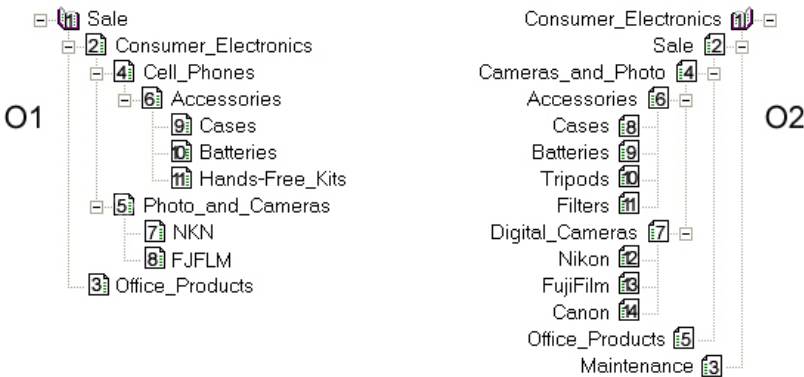 1 Sale
2 Consumer_Electronics
4 Cell_Phones
6 Accessories
9 Cases
10 Batteries
11 Hands-Free_Kits
5 Photo_and_Cameras
7 NKN
8 FJFLM
3 Office_Products
O1
Consumer_Electronics 1
Sale 2
Cameras_and_Photo 4
Accessories 6
Cases 8
Batteries 9
Tripods 10
Filters 11
Digital_Cameras 7
Nikon 12
FujiFilm 13
Canon 14
Office_Products 5
Maintenance 3
O2